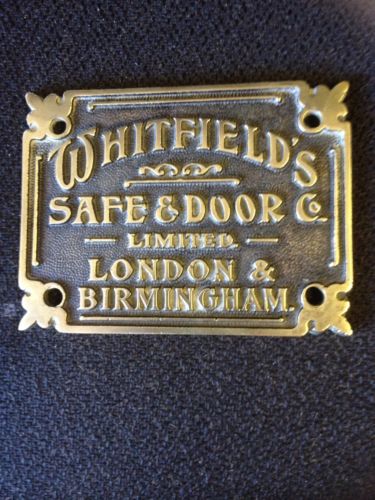 WHITFIELD'S
SAFE & DOOR Co.
LIMITED.
LONDON &
BIRMINGHAM.